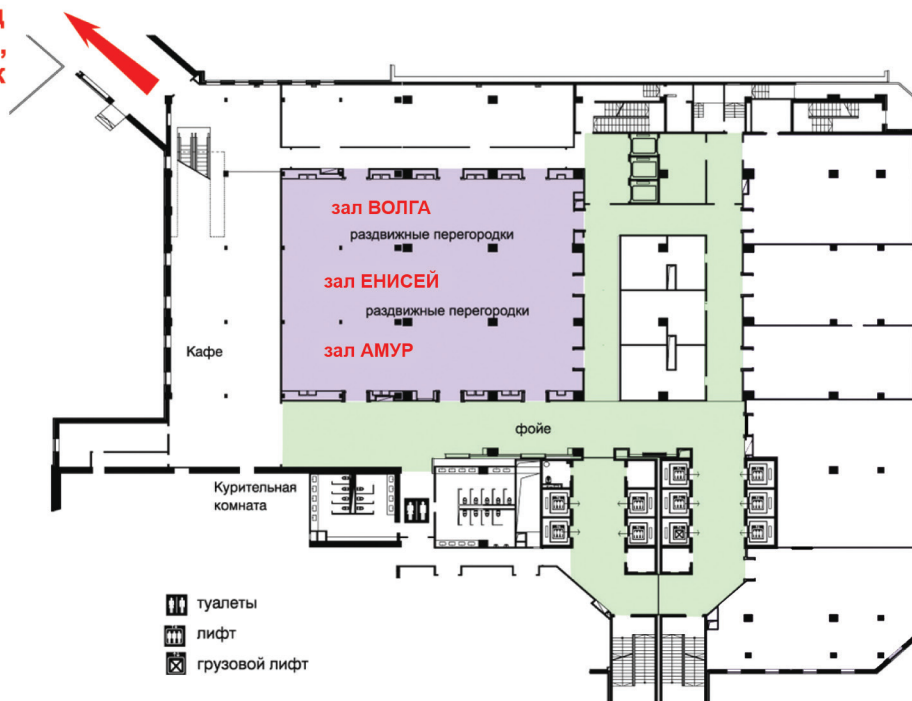 зал ВОЛГА
раздвижные перегородки
зал ЕНИСЕЙ
раздвижные перегородки
зал АМУР
Кафе
фойе
Курительная
комната
туалеты
лифт
грузовой лифт